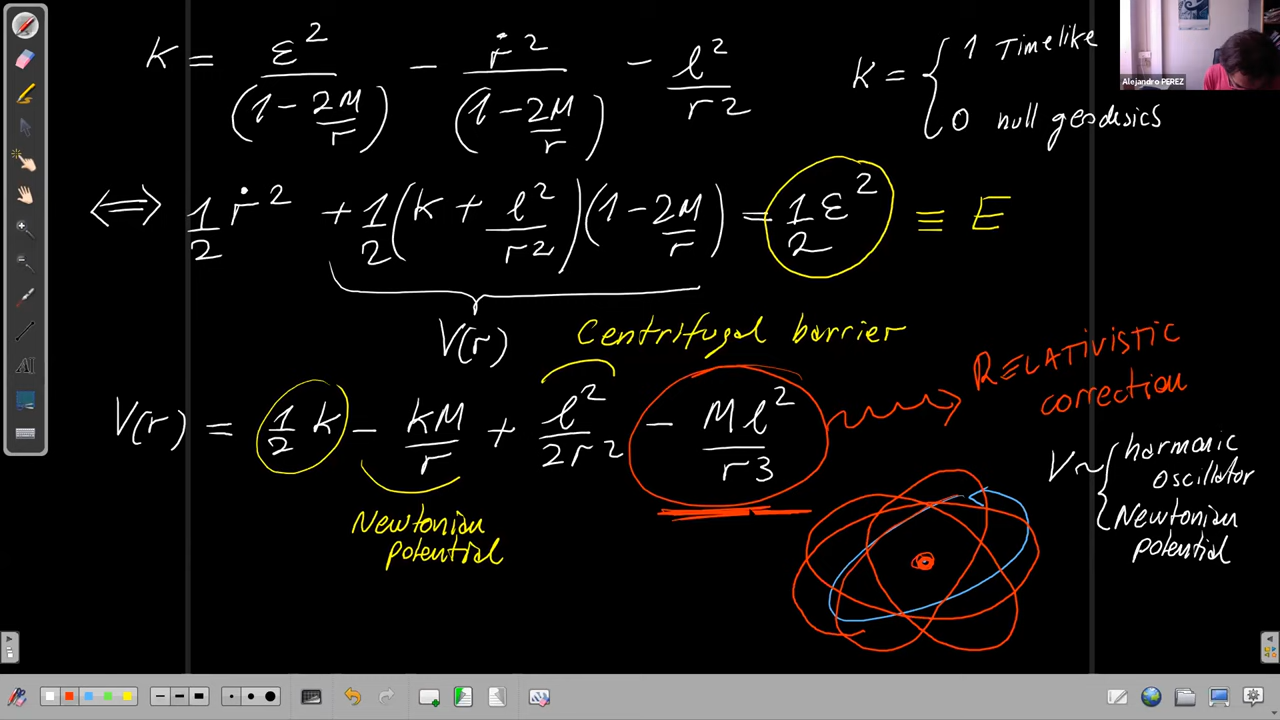 k = ε² / (1 - 2M/r) - ṙ² / (1 - 2M/r) - l² / r²
k = { 1 Timelike
0 null geodesics
Alejandro PEREZ
⟺ 1/2 ṙ² + 1/2 (k + l²/r²)(1 - 2M/r) = 1/2 ε² ≡ E
V(r)
Centrifugal barrier
RELATIVISTIC
correction
V(r) = 1/2 k - kM/r + l²/2r² - Ml²/r³
Newtonian
potential
V ~ { harmonic
oscillator
Newtonian
potential